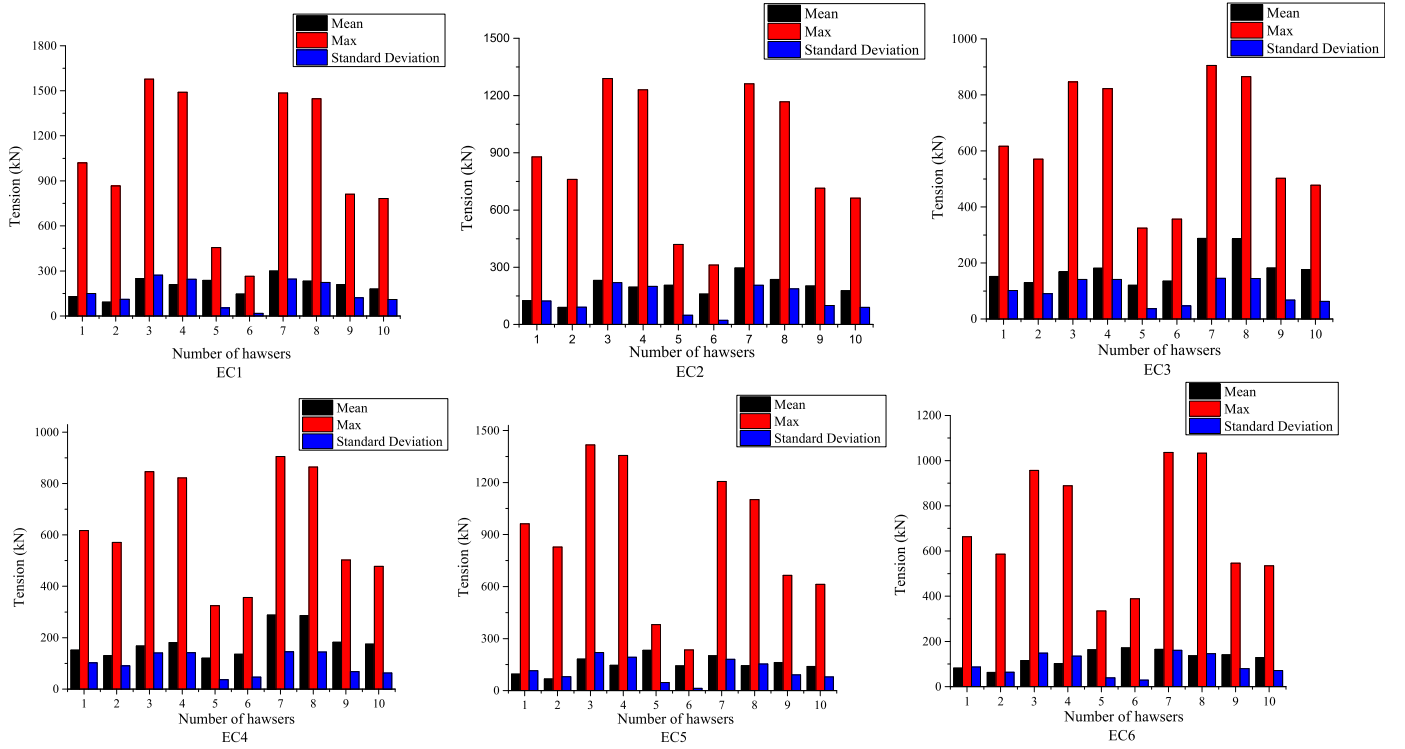 Mean
Max
Standard Deviation
1800
1500
1200
900
600
300
0
Tension (kN)
1 2 3 4 5 6 7 8 9 10
Number of hawsers
EC1
Mean
Max
Standard Deviation
1500
1200
900
600
300
0
Tension (kN)
1 2 3 4 5 6 7 8 9 10
Number of hawsers
EC2
Mean
Max
Standard Deviation
1000
800
600
400
200
0
Tension (kN)
1 2 3 4 5 6 7 8 9 10
Number of hawsers
EC3
Mean
Max
Standard Deviation
1000
800
600
400
200
0
Tension (kN)
1 2 3 4 5 6 7 8 9 10
Number of hawsers
EC4
Mean
Max
Standard Deviation
1500
1200
900
600
300
0
Tension (kN)
1 2 3 4 5 6 7 8 9 10
Number of hawsers
EC5
Mean
Max
Standard Deviation
1200
1000
800
600
400
200
0
Tension (kN)
1 2 3 4 5 6 7 8 9 10
Number of hawsers
EC6